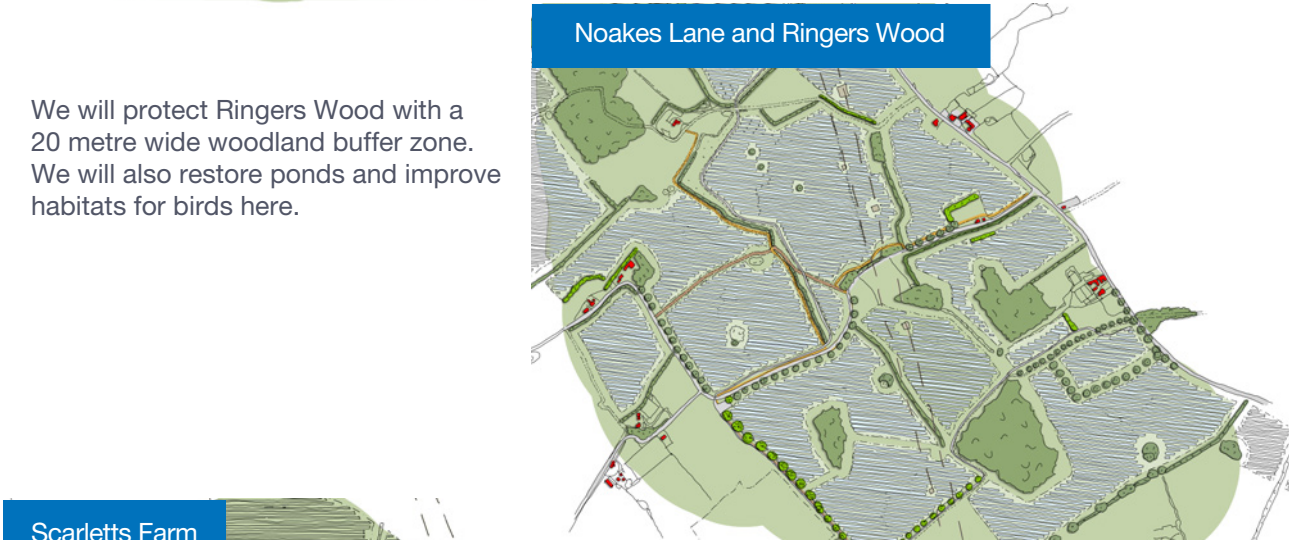 Noakes Lane and Ringers Wood
We will protect Ringers Wood with a
20 metre wide woodland buffer zone.
We will also restore ponds and improve
habitats for birds here.
Scarletts Farm